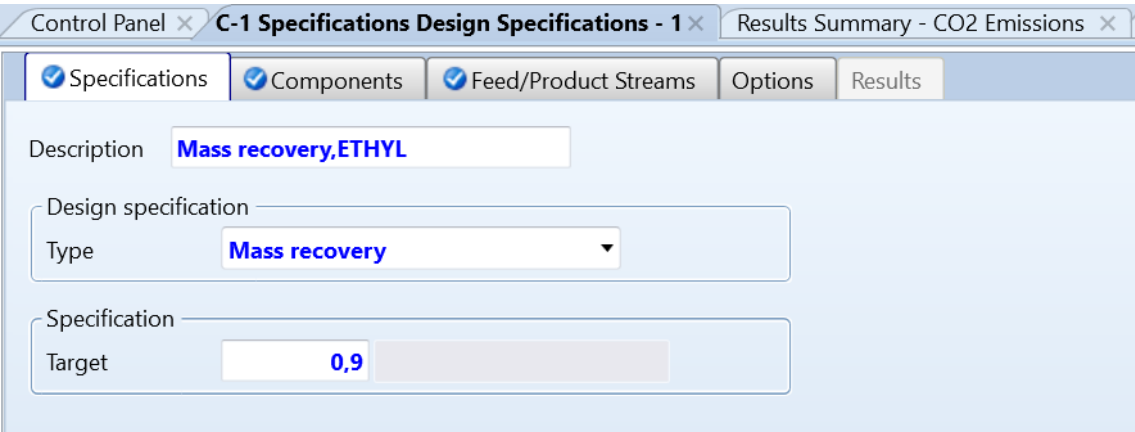 Control Panel × C-1 Specifications Design Specifications - 1 × Results Summary - CO2 Emissions ×
Specifications Components Feed/Product Streams Options Results
Description Mass recovery,ETHYL
Design specification
Type Mass recovery
Specification
Target 0,9